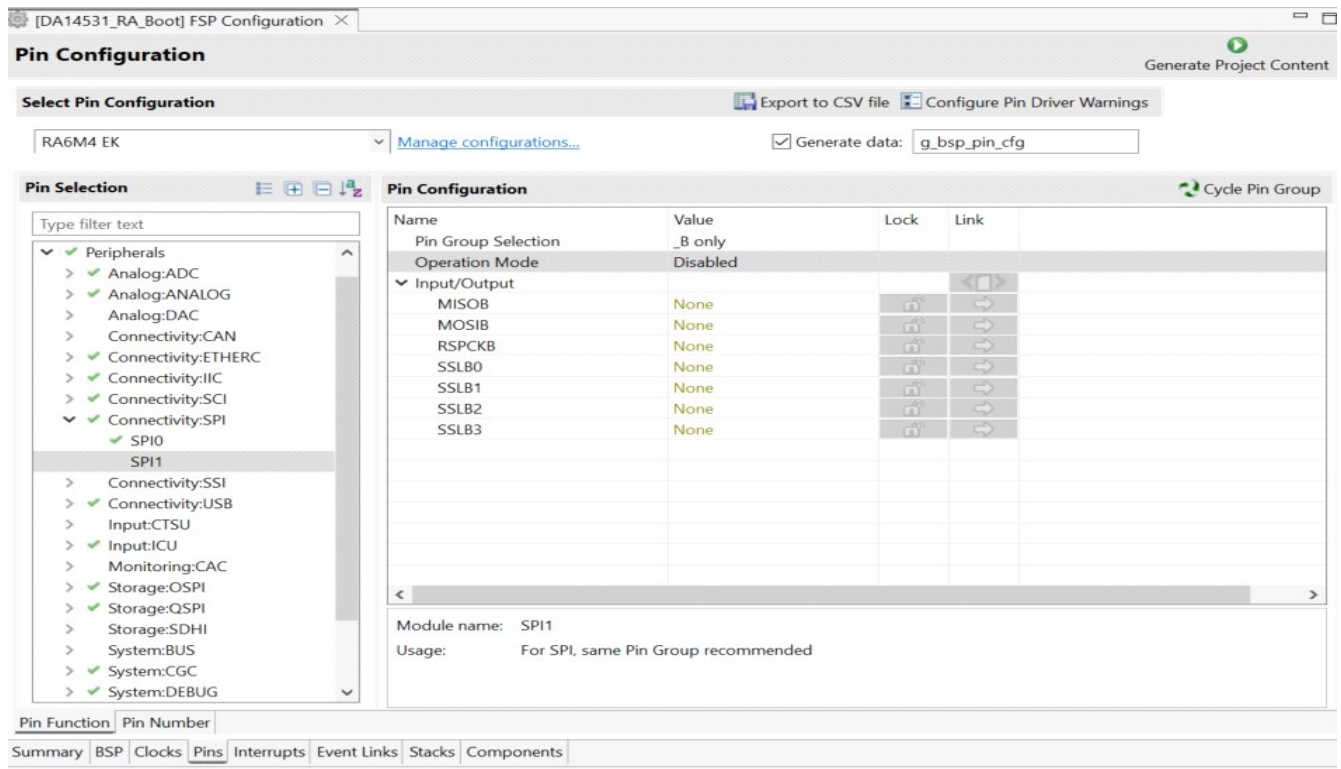 [DA14531_RA_Boot] FSP Configuration
Pin Configuration
Generate Project Content
Select Pin Configuration
Export to CSV file Configure Pin Driver Warnings
RA6M4 EK Manage configurations... Generate data: g_bsp_pin_cfg
Pin Selection
Type filter text
Peripherals
Analog:ADC
Analog:ANALOG
Analog:DAC
Connectivity:CAN
Connectivity:ETHERC
Connectivity:IIC
Connectivity:SCI
Connectivity:SPI
SPI0
SPI1
Connectivity:SSI
Connectivity:USB
Input:CTSU
Input:ICU
Monitoring:CAC
Storage:OSPI
Storage:QSPI
Storage:SDHI
System:BUS
System:CGC
System:DEBUG
Pin Configuration Cycle Pin Group
Name Value Lock Link
Pin Group Selection _B only
Operation Mode Disabled
Input/Output
MISOB None
MOSIB None
RSPCKB None
SSLB0 None
SSLB1 None
SSLB2 None
SSLB3 None
Module name: SPI1
Usage: For SPI, same Pin Group recommended
Pin Function Pin Number
Summary BSP Clocks Pins Interrupts Event Links Stacks Components